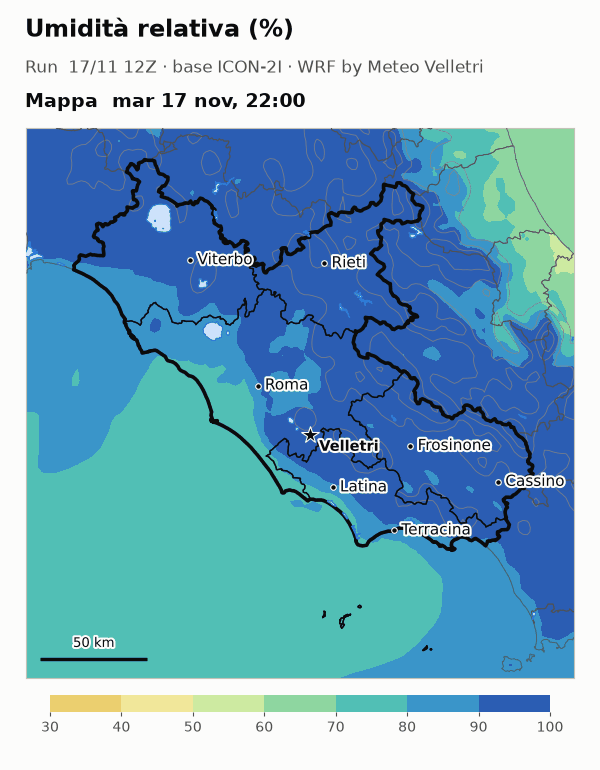 Umidità relativa (%)
Run  17/11 12Z · base ICON-2I · WRF by Meteo Velletri
Mappa  mar 17 nov, 22:00
Viterbo
Rieti
Roma
Velletri
Frosinone
Cassino
Latina
Terracina
50 km
30 40 50 60 70 80 90 100